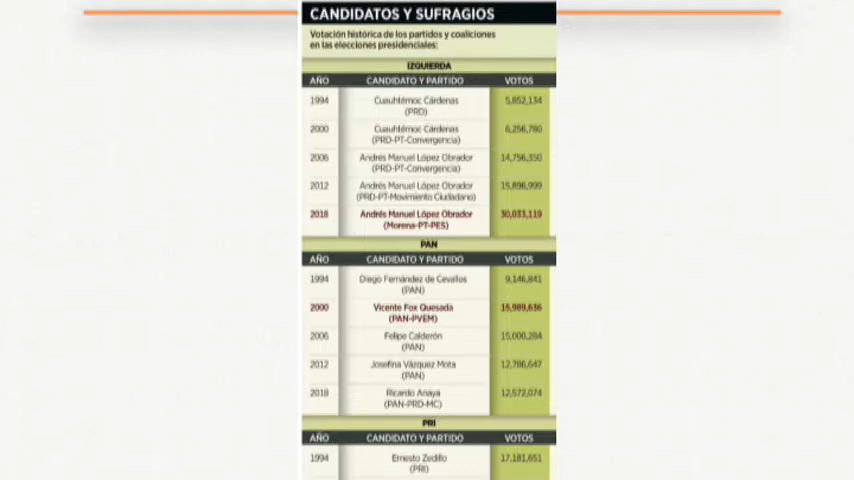 CANDIDATOS Y SUFRAGIOS
Votación histórica de los partidos y coaliciones
en las elecciones presidenciales:
IZQUIERDA
AÑO CANDIDATO Y PARTIDO VOTOS
1994 Cuauhtémoc Cárdenas 5,852,134
(PRD)
2000 Cuauhtémoc Cárdenas 6,256,780
(PRD-PT-Convergencia)
2006 Andrés Manuel López Obrador 14,756,350
(PRD-PT-Convergencia)
2012 Andrés Manuel López Obrador 15,896,999
(PRD-PT-Movimiento Ciudadano)
2018 Andrés Manuel López Obrador 30,033,119
(Morena-PT-PES)
PAN
AÑO CANDIDATO Y PARTIDO VOTOS
1994 Diego Fernández de Cevallos 9,146,841
(PAN)
2000 Vicente Fox Quesada 15,989,636
(PAN-PVEM)
2006 Felipe Calderón 15,000,284
(PAN)
2012 Josefina Vázquez Mota 12,786,647
(PAN)
2018 Ricardo Anaya 12,572,074
(PAN-PRD-MC)
PRI
AÑO CANDIDATO Y PARTIDO VOTOS
1994 Ernesto Zedillo 17,181,651
(PRI)